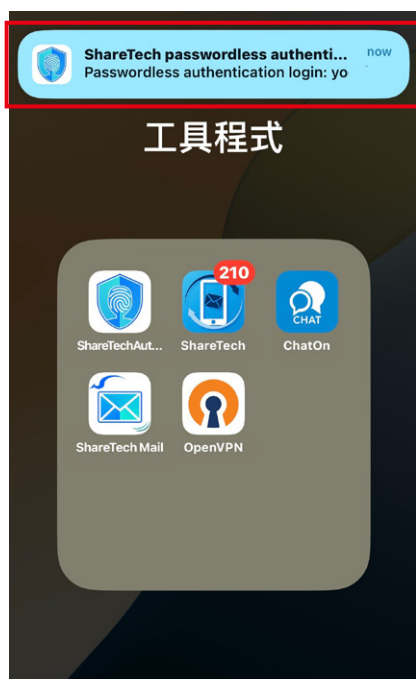 ShareTech passwordless authenti... now
Passwordless authentication login: yo
工具程式
210
CHAT
ShareTechAut... ShareTech ChatOn
ShareTech Mail OpenVPN